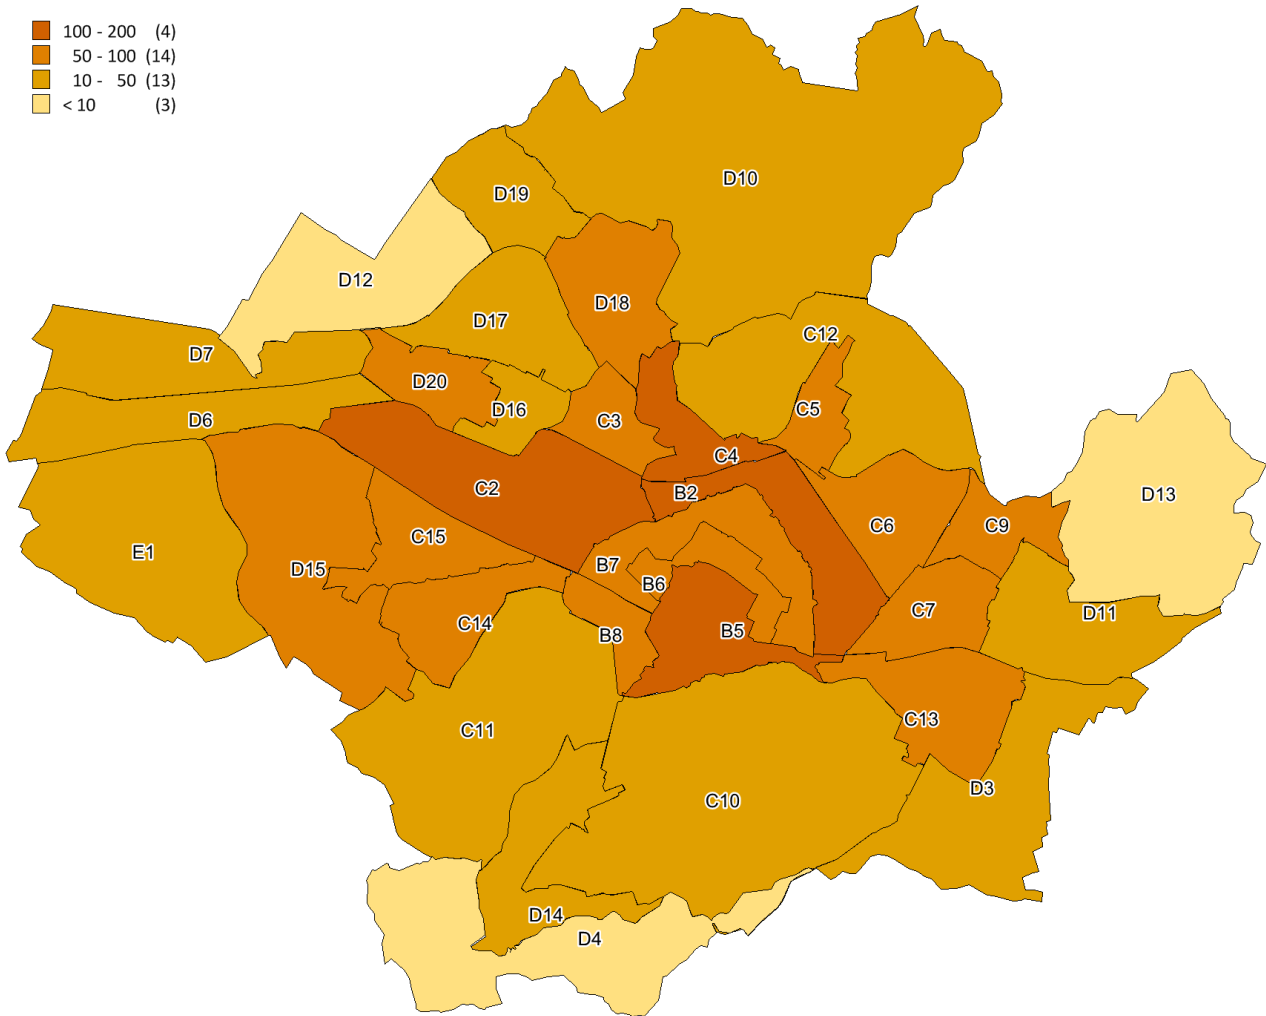 100 - 200 (4)
50 - 100 (14)
10 - 50 (13)
< 10 (3)
D10
D19
D12
D18
D17
C12
D7
D20
D16
C5
C3
D6
C4
C2
B2
D13
C6
C9
C15
E1
B7
D15
B6
C7
D11
C14
B5
B8
C13
C11
D3
C10
D14
D4